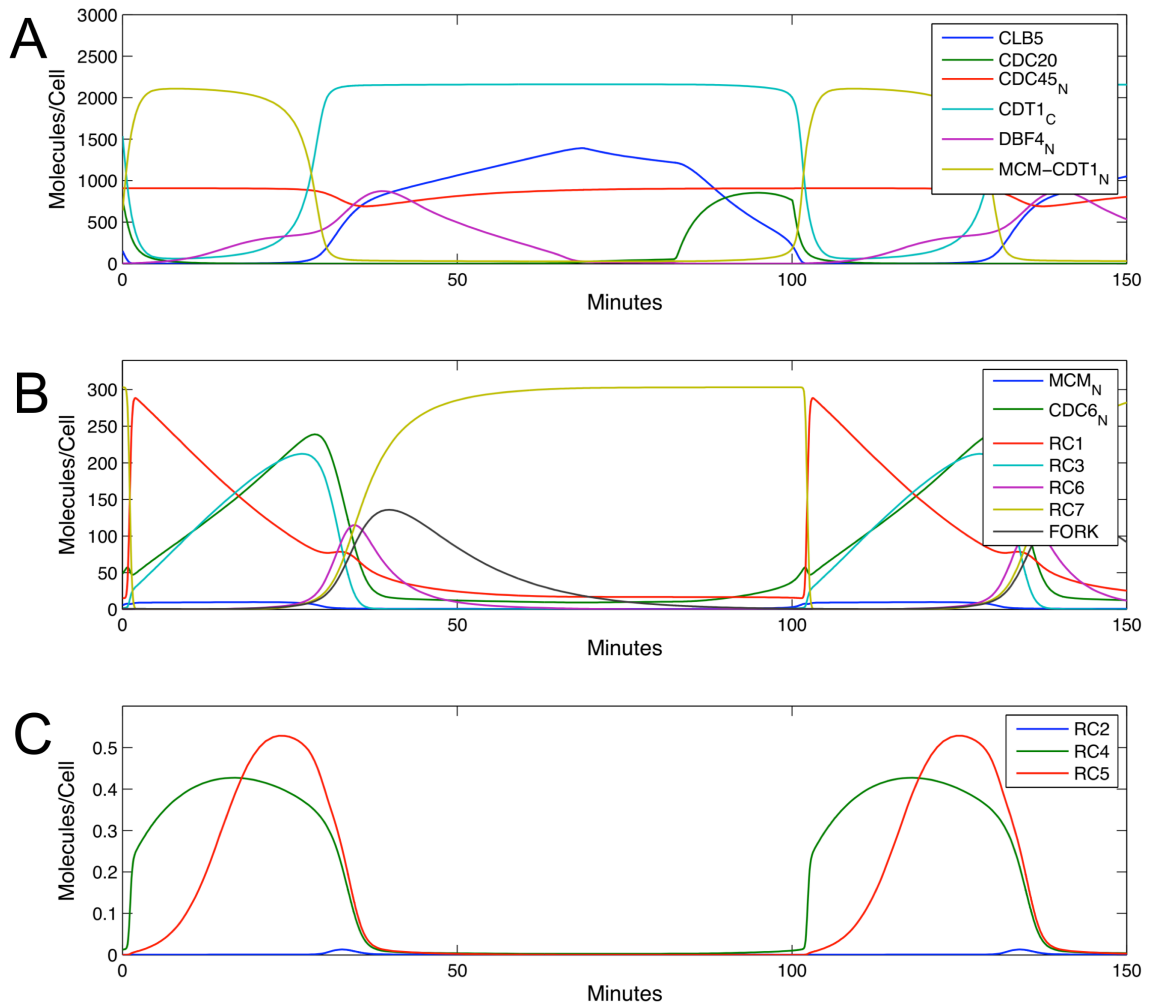 A
3000
2500
2000
1500
1000
500
0
Molecules/Cell
0
50
100
150
Minutes
CLB5
CDC20
CDC45N
CDT1C
DBF4N
MCM−CDT1N
B
300
250
200
150
100
50
0
Molecules/Cell
0
50
100
150
Minutes
MCMN
CDC6N
RC1
RC3
RC6
RC7
FORK
C
0.5
0.4
0.3
0.2
0.1
0
Molecules/Cell
0
50
100
150
Minutes
RC2
RC4
RC5